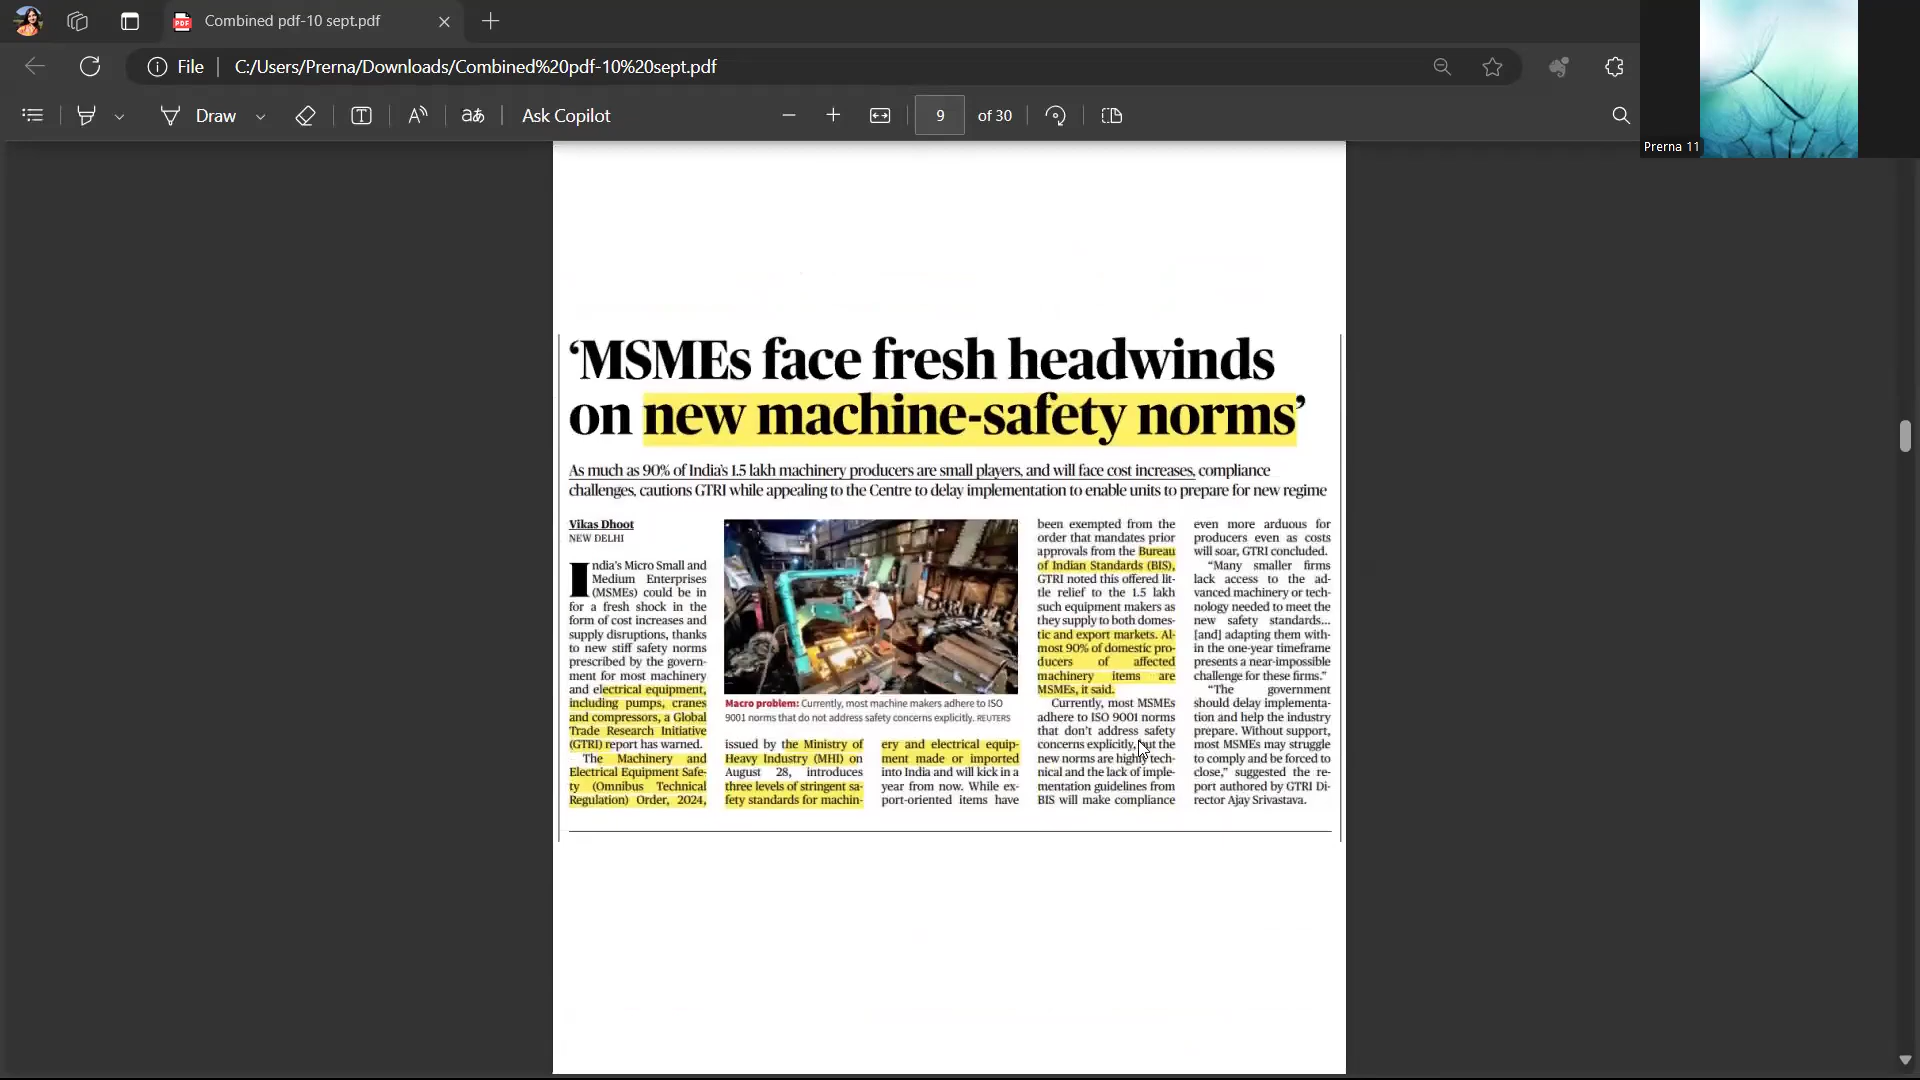 Combined pdf-10 sept.pdf
File
C:/Users/Prerna/Downloads/Combined%20pdf-10%20sept.pdf
Draw
Ask Copilot
9
of 30
Prerna 11
‘MSMEs face fresh headwinds
on new machine-safety norms’
As much as 90% of India’s 1.5 lakh machinery producers are small players, and will face cost increases, compliance
challenges, cautions GTRI while appealing to the Centre to delay implementation to enable units to prepare for new regime
Vikas Dhoot
NEW DELHI
India’s Micro Small and
Medium Enterprises
(MSMEs) could be in
for a fresh shock in the
form of cost increases and
supply disruptions, thanks
to new stiff safety norms
prescribed by the govern-
ment for most machinery
and electrical equipment,
including pumps, cranes
and compressors, a Global
Trade Research Initiative
(GTRI) report has warned.
The Machinery and
Electrical Equipment Safe-
ty (Omnibus Technical
Regulation) Order, 2024,
Macro problem: Currently, most machine makers adhere to ISO
9001 norms that do not address safety concerns explicitly. REUTERS
issued by the Ministry of
Heavy Industry (MHI) on
August 28, introduces
three levels of stringent sa-
fety standards for machin-
ery and electrical equip-
ment made or imported
into India and will kick in a
year from now. While ex-
port-oriented items have
been exempted from the
order that mandates prior
approvals from the Bureau
of Indian Standards (BIS),
GTRI noted this offered lit-
tle relief to the 1.5 lakh
such equipment makers as
they supply to both domes-
tic and export markets. Al-
most 90% of domestic pro-
ducers of affected
machinery items are
MSMEs, it said.
Currently, most MSMEs
adhere to ISO 9001 norms
that don’t address safety
concerns explicitly, but the
new norms are highly tech-
nical and the lack of imple-
mentation guidelines from
BIS will make compliance
even more arduous for
producers even as costs
will soar, GTRI concluded.
“Many smaller firms
lack access to the ad-
vanced machinery or tech-
nology needed to meet the
new safety standards...
[and] adapting them with-
in the one-year timeframe
presents a near-impossible
challenge for these firms.”
“The government
should delay implementa-
tion and help the industry
prepare. Without support,
most MSMEs may struggle
to comply and be forced to
close,” suggested the re-
port authored by GTRI Di-
rector Ajay Srivastava.